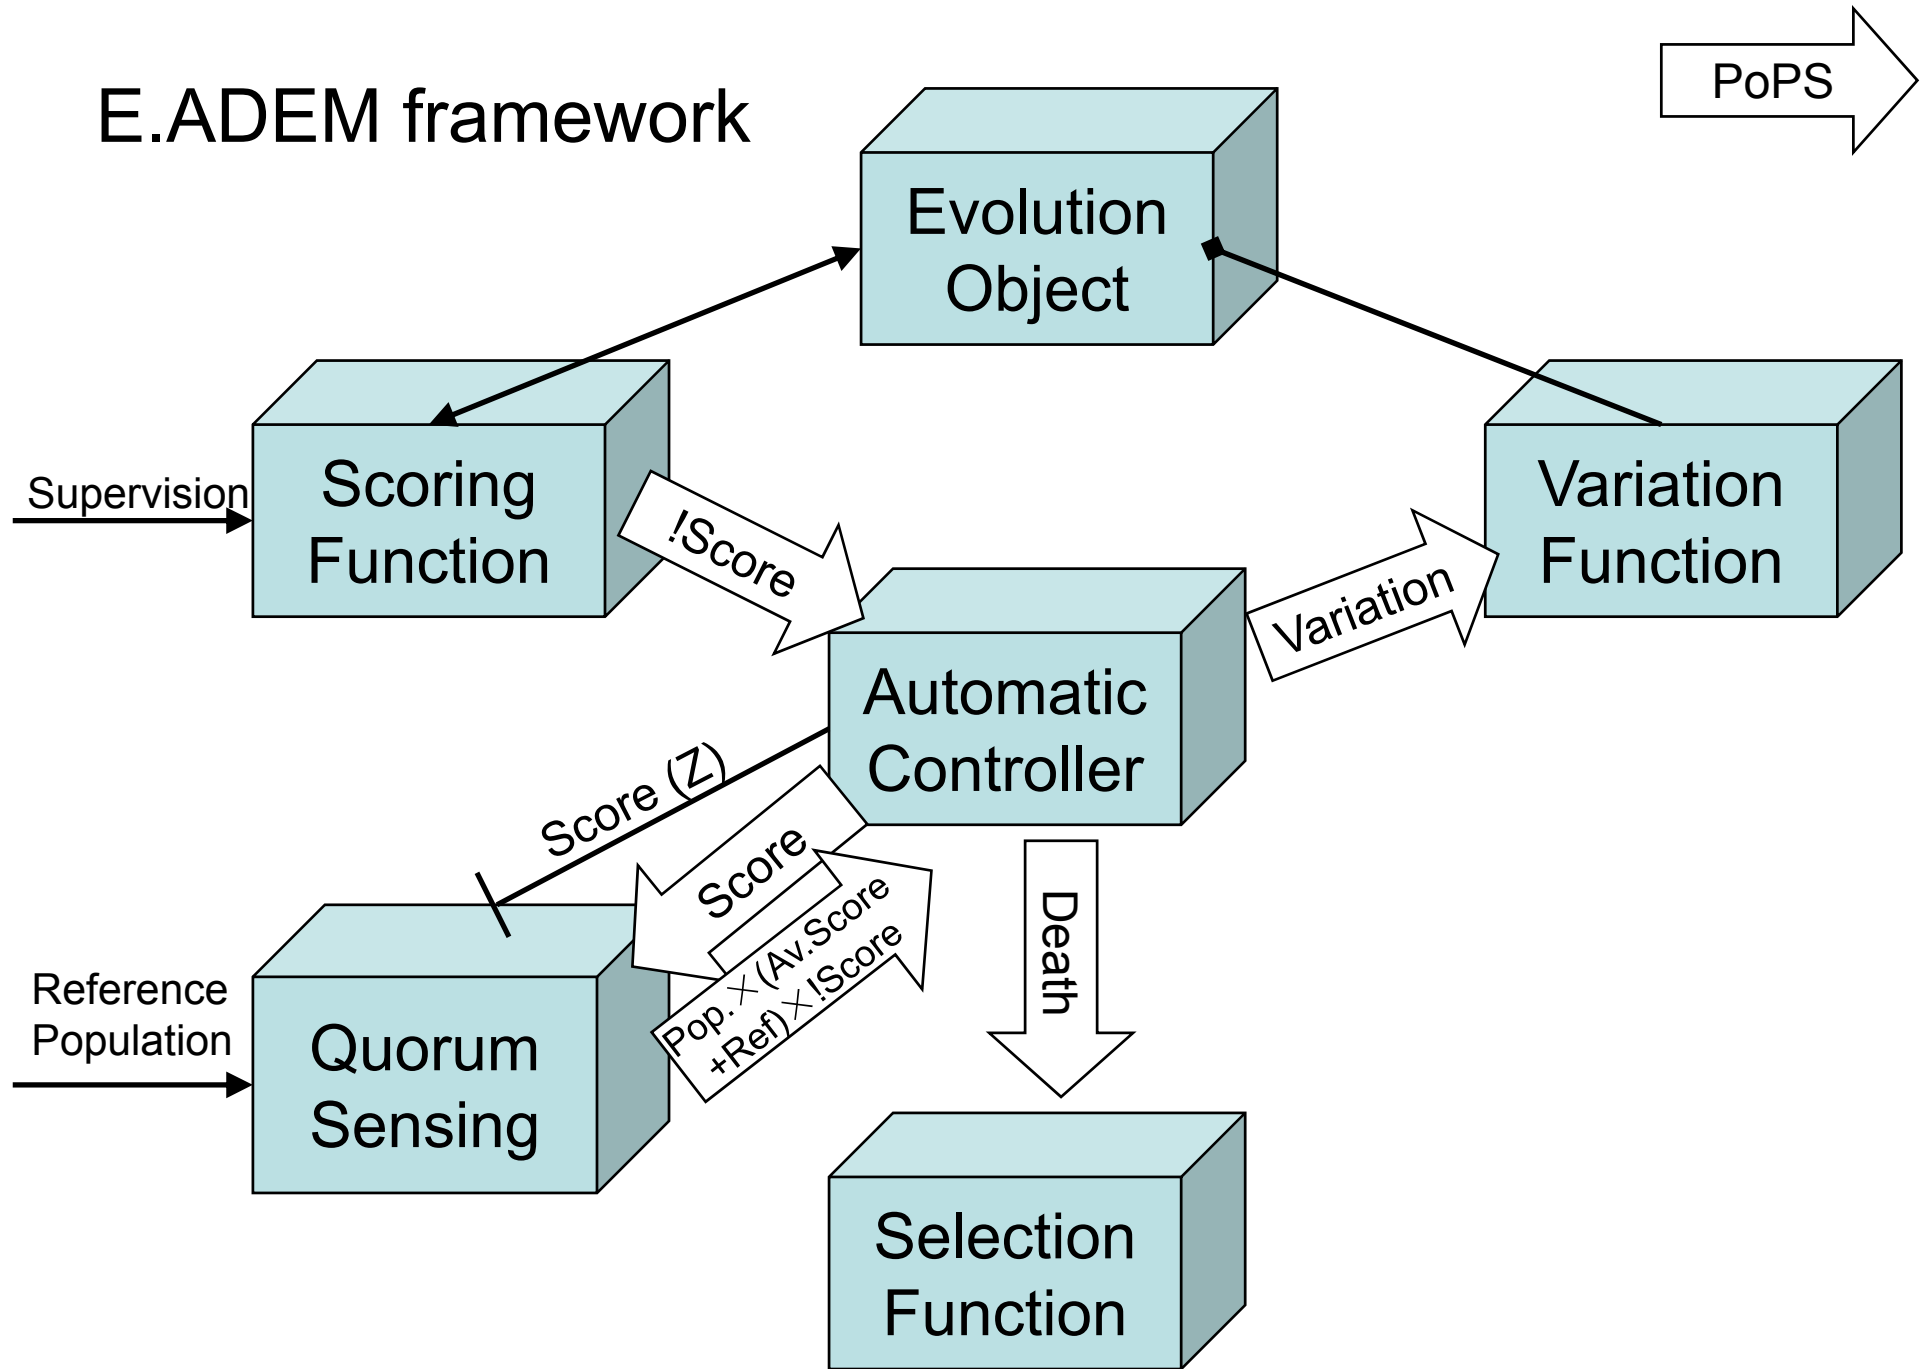 PoPS
E.ADEM framework
Evolution
Object
Supervision
Scoring
Function
!Score
Variation
Function
Variation
Automatic
Controller
Score (Z)
Score
Pop.×(Av.Score
+Ref)×!Score
Death
Reference
Population
Quorum
Sensing
Selection
Function